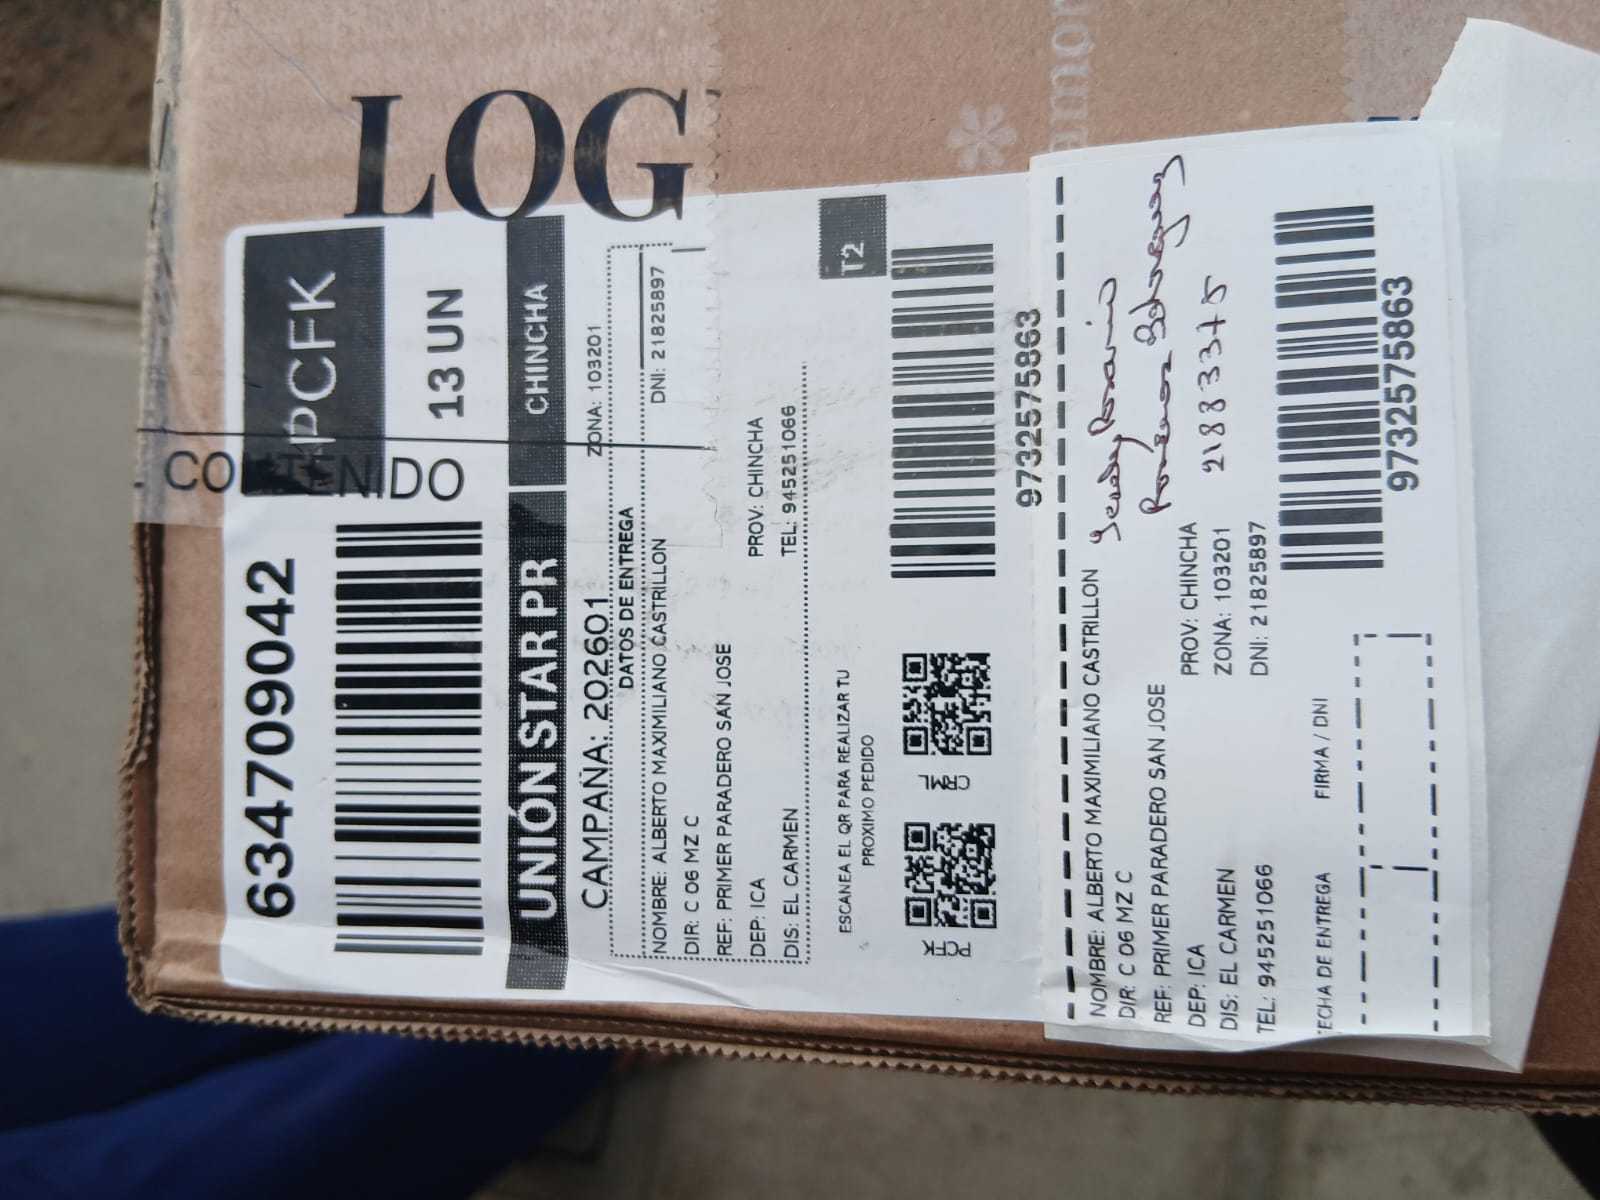 LOG
CONTENIDO
6347709042
PCFK
13 UN
UNIÓN STAR PR
CHINCHA
CAMPAÑA: 202601
ZONA: 103201
DATOS DE ENTREGA
NOMBRE: ALBERTO MAXIMILIANO CASTRILLON
DNI: 21825897
DIR: C 06 MZ C
REF: PRIMER PARADERO SAN JOSE
DEP: ICA
PROV: CHINCHA
DIS: EL CARMEN
TEL: 945251066
T2
ESCANEA EL QR PARA REALIZAR TU
PROXIMO PEDIDO
PCFK
9732575863
NOMBRE: ALBERTO MAXIMILIANO CASTRILLON
DIR: C 06 MZ C
REF: PRIMER PARADERO SAN JOSE
DEP: ICA
PROV: CHINCHA
DIS: EL CARMEN
ZONA: 103201
TEL: 945251066
DNI: 21825897
21883375
FECHA DE ENTREGA
FIRMA / DNI
9732575863